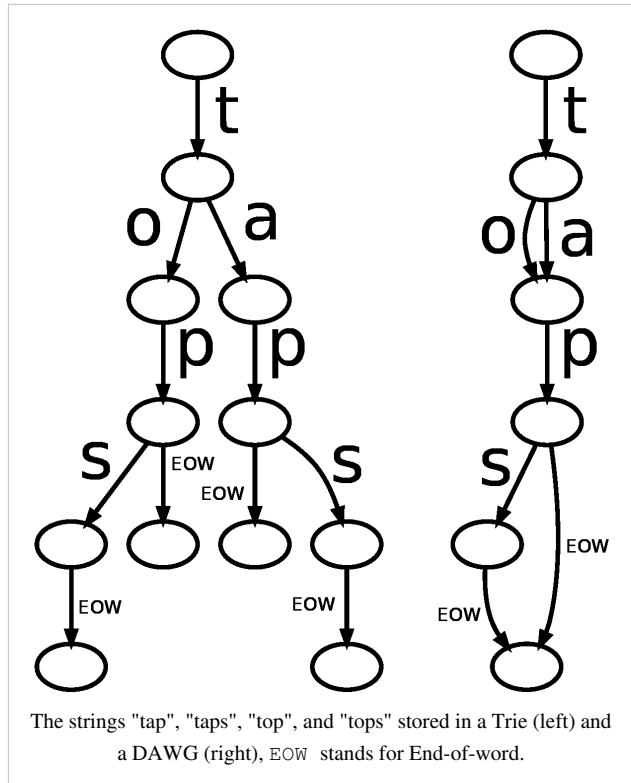 t t
o a o a
p p p
s EOW EOW s s
EOW
EOW EOW EOW
The strings "tap", "taps", "top", and "tops" stored in a Trie (left) and
a DAWG (right), EOW stands for End-of-word.